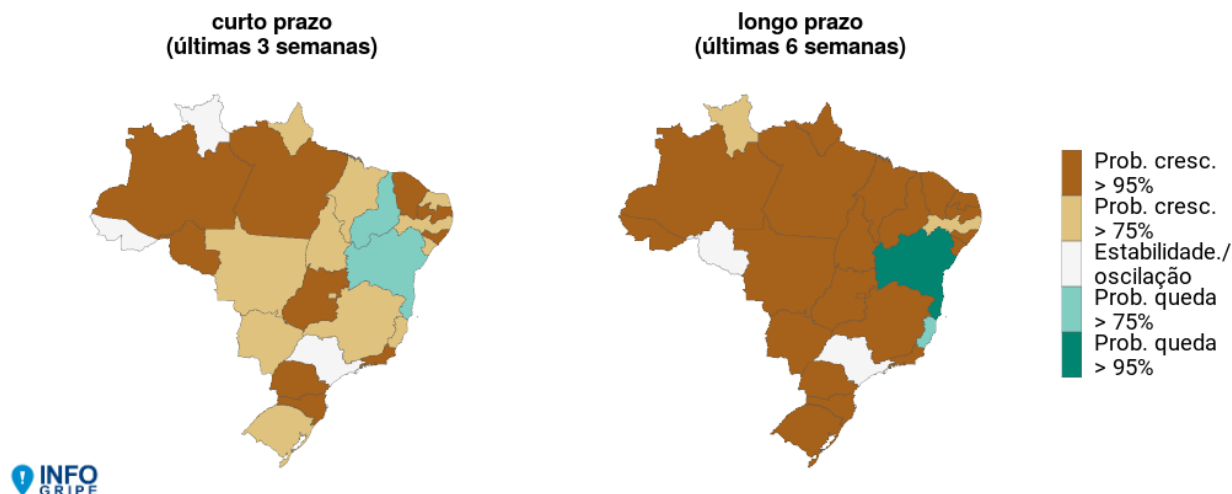 curto prazo
(últimas 3 semanas)
longo prazo
(últimas 6 semanas)
Prob. cresc.
> 95%
Prob. cresc.
> 75%
Estabilidade./
oscilação
Prob. queda
> 75%
Prob. queda
> 95%
INFO
GRIPE